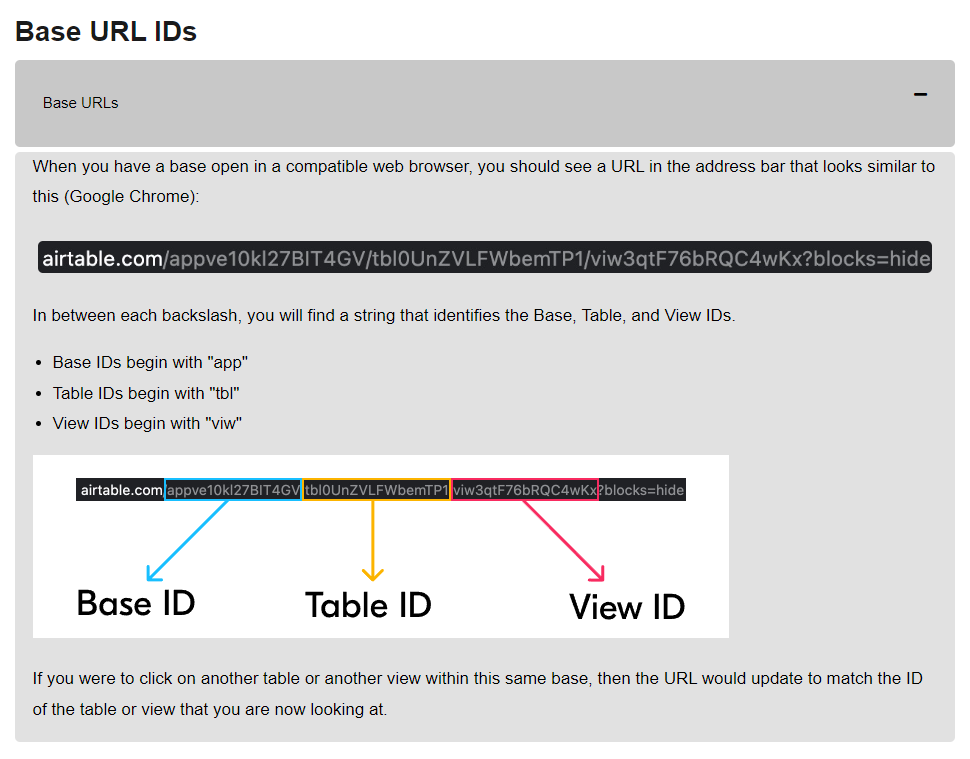 Base URL IDs
Base URLs
When you have a base open in a compatible web browser, you should see a URL in the address bar that looks similar to
this (Google Chrome):
airtable.com/appve10kl27BIT4GV/tbl0UnZVLFWbemTP1/viw3qtF76bRQC4wKx?blocks=hide
In between each backslash, you will find a string that identifies the Base, Table, and View IDs.
• Base IDs begin with "app"
• Table IDs begin with "tbl"
• View IDs begin with "viw"
airtable.com/appve10kl27BIT4GV/tbl0UnZVLFWbemTP1/viw3qtF76bRQC4wKx?blocks=hide
Base ID Table ID View ID
If you were to click on another table or another view within this same base, then the URL would update to match the ID
of the table or view that you are now looking at.